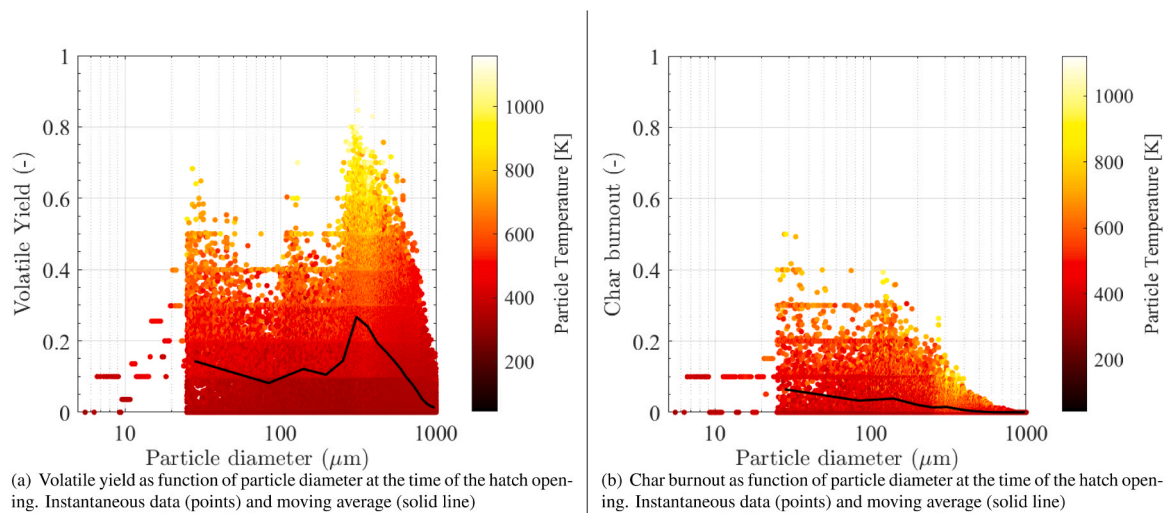 1
0.8
0.6
0.4
0.2
0
Volatile Yield (-)
10
100
1000
Particle diameter (μm)
1000
800
600
400
200
Particle Temperature [K]
(a) Volatile yield as function of particle diameter at the time of the hatch open-
ing. Instantaneous data (points) and moving average (solid line)
1
0.8
0.6
0.4
0.2
0
Char burnout (-)
10
100
1000
Particle diameter (μm)
1000
800
600
400
200
Particle Temperature [K]
(b) Char burnout as function of particle diameter at the time of the hatch open-
ing. Instantaneous data (points) and moving average (solid line)